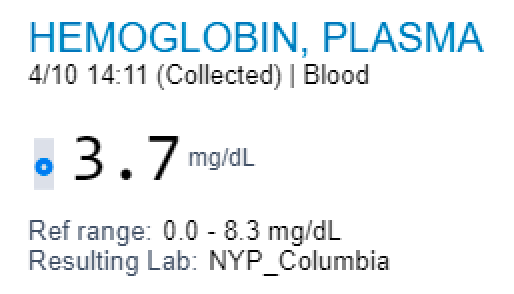 HEMOGLOBIN, PLASMA
4/10 14:11 (Collected) | Blood
3.7 mg/dL
Ref range: 0.0 - 8.3 mg/dL
Resulting Lab: NYP_Columbia